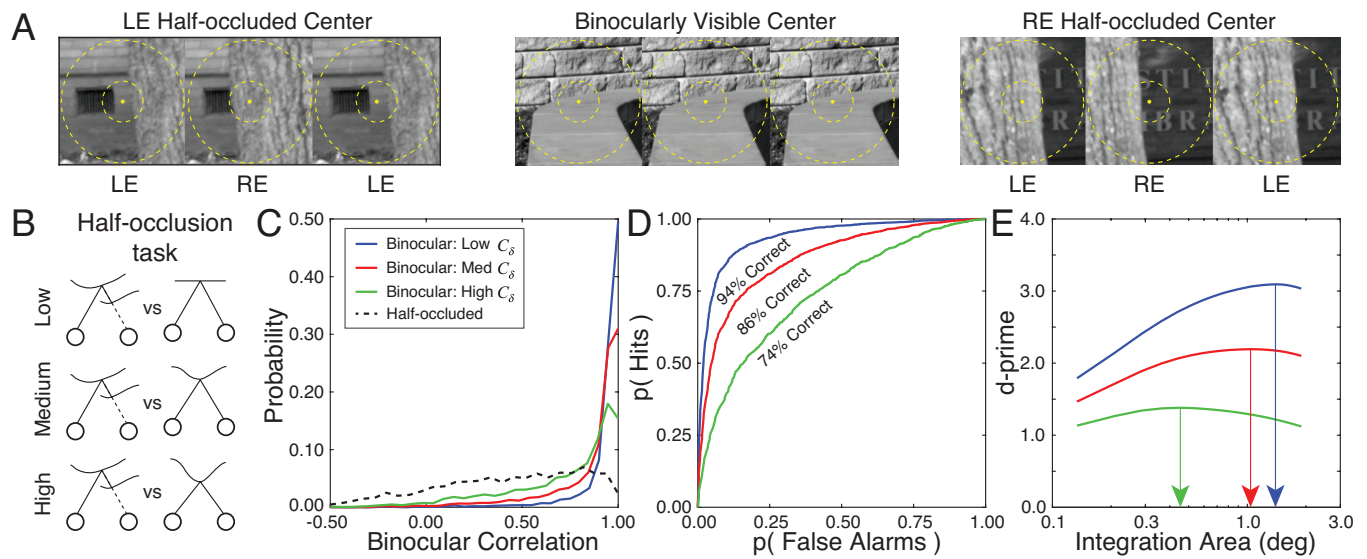 A
LE Half-occluded Center
Binocularly Visible Center
RE Half-occluded Center
LE RE LE
LE RE LE
B
Half-occlusion
task
Low
vs
Medium
vs
High
vs
C
0.50
0.40
0.30
0.20
0.10
0.00
Probability
Binocular: Low Cδ
Binocular: Med Cδ
Binocular: High Cδ
Half-occluded
-0.50 0.00 0.50 1.00
Binocular Correlation
D
1.00
0.75
0.50
0.25
0.00
p( Hits )
94% Correct
86% Correct
74% Correct
0.00 0.25 0.50 0.75 1.00
p( False Alarms )
E
4.0
3.0
2.0
1.0
0.0
d-prime
0.1 0.3 1.0 3.0
Integration Area (deg)